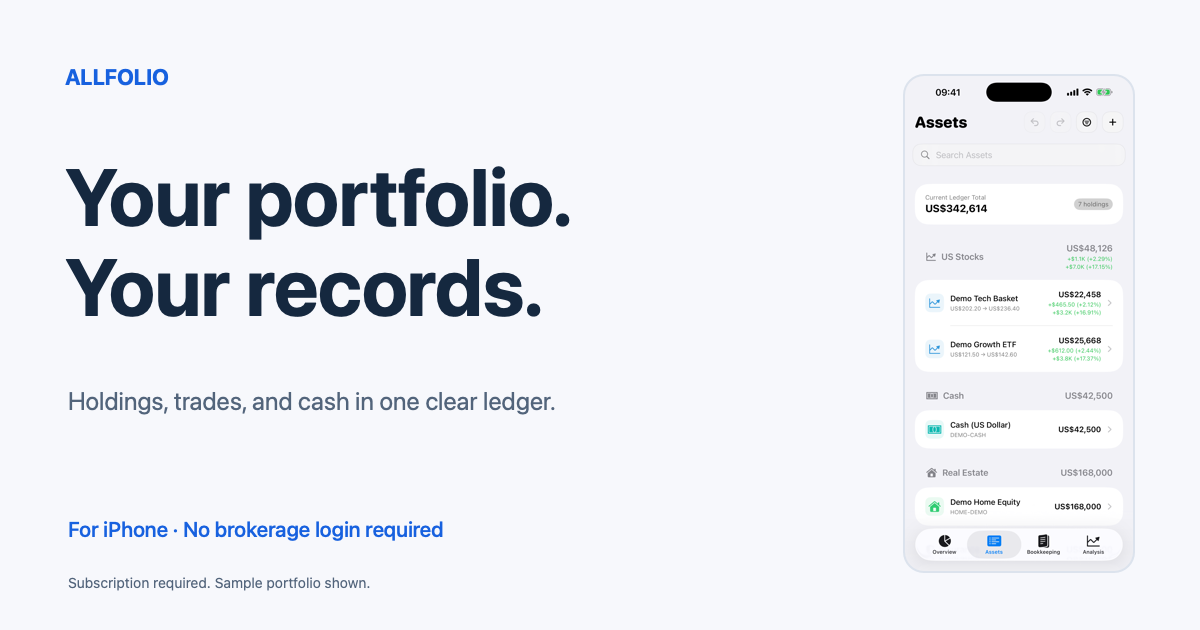 ALLFOLIO
Your portfolio.
Your records.
Holdings, trades, and cash in one clear ledger.
For iPhone · No brokerage login required
Subscription required. Sample portfolio shown.
09:41
Assets
Search Assets
Current Ledger Total
US$342,614
7 holdings
US Stocks
US$48,126
+$1.1K (+2.29%)
+$7.0K (+17.15%)
Demo Tech Basket
US$202.20 → US$236.40
US$22,458
+$465.50 (+2.12%)
+$3.2K (+16.91%)
Demo Growth ETF
US$121.50 → US$142.60
US$25,668
+$612.00 (+2.44%)
+$3.8K (+17.37%)
Cash
US$42,500
Cash (US Dollar)
DEMO-CASH
US$42,500
Real Estate
US$168,000
Demo Home Equity
HOME-DEMO
US$168,000
Overview
Assets
Bookkeeping
Analysis